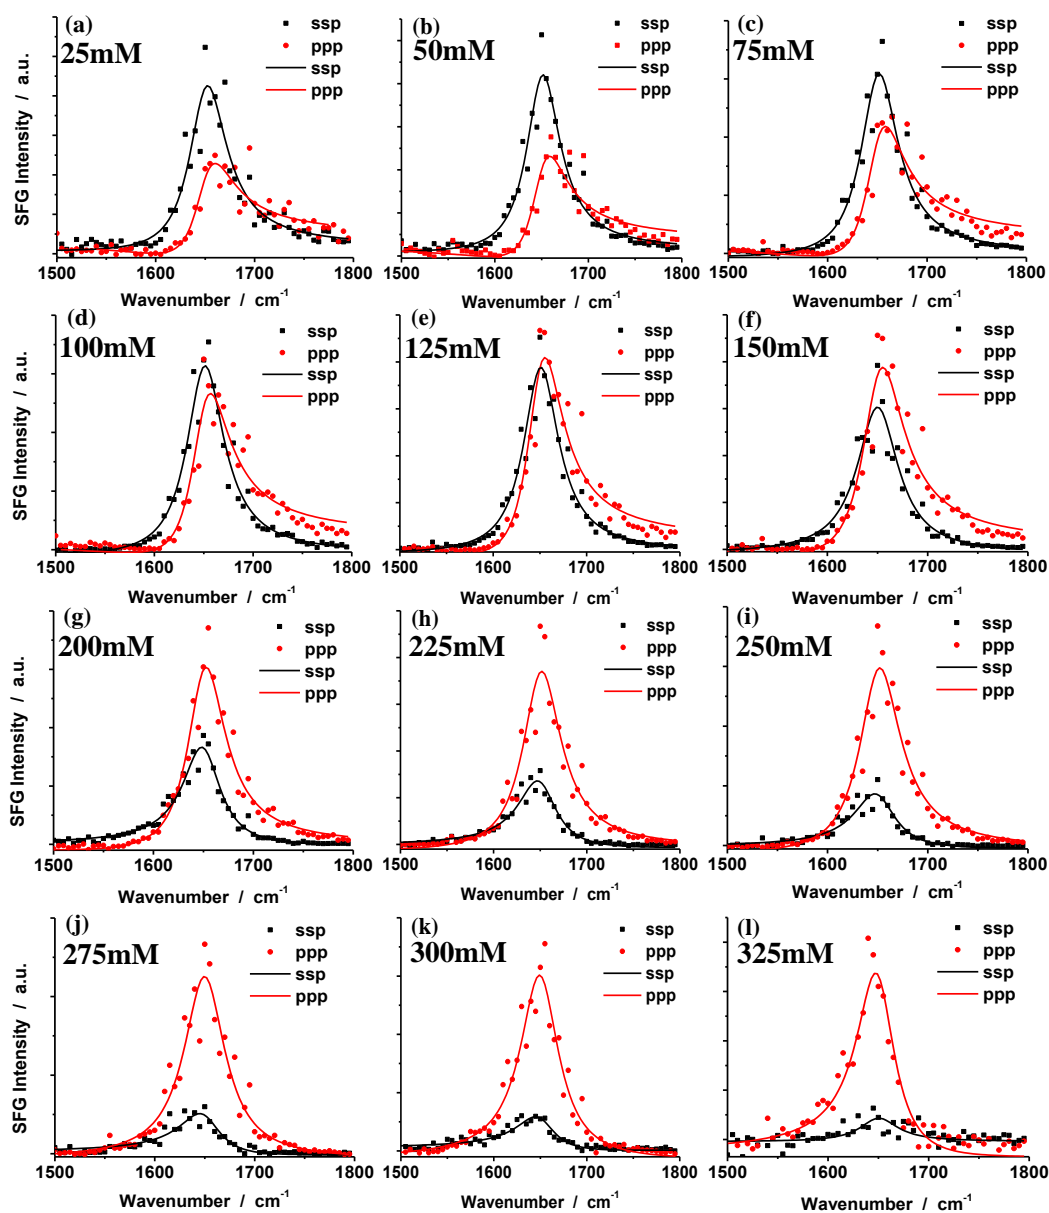 (a) ssp
25mM ppp
ssp
ppp
(b) ssp
50mM ppp
ssp
ppp
(c) ssp
75mM ppp
ssp
ppp
SFG Intensity / a.u.
1500 1600 1700 1800
1500 1600 1700 1800
1500 1600 1700 1800
Wavenumber / cm-1
Wavenumber / cm-1
Wavenumber / cm-1
(d) ssp
100mM ppp
ssp
ppp
(e) ssp
125mM ppp
ssp
ppp
(f) ssp
150mM ppp
ssp
ppp
SFG Intensity / a.u.
1500 1600 1700 1800
1500 1600 1700 1800
1500 1600 1700 1800
Wavenumber / cm-1
Wavenumber / cm-1
Wavenumber / cm-1
(g) ssp
200mM ppp
ssp
ppp
(h) ssp
225mM ppp
ssp
ppp
(i) ssp
250mM ppp
ssp
ppp
SFG Intensity / a.u.
1500 1600 1700 1800
1500 1600 1700 1800
1500 1600 1700 1800
Wavenumber / cm-1
Wavenumber / cm-1
Wavenumber / cm-1
(j) ssp
275mM ppp
ssp
ppp
(k) ssp
300mM ppp
ssp
ppp
(l) ssp
325mM ppp
ssp
ppp
SFG Intensity / a.u.
1500 1600 1700 1800
1500 1600 1700 1800
1500 1600 1700 1800
Wavenumber / cm-1
Wavenumber / cm-1
Wavenumber / cm-1